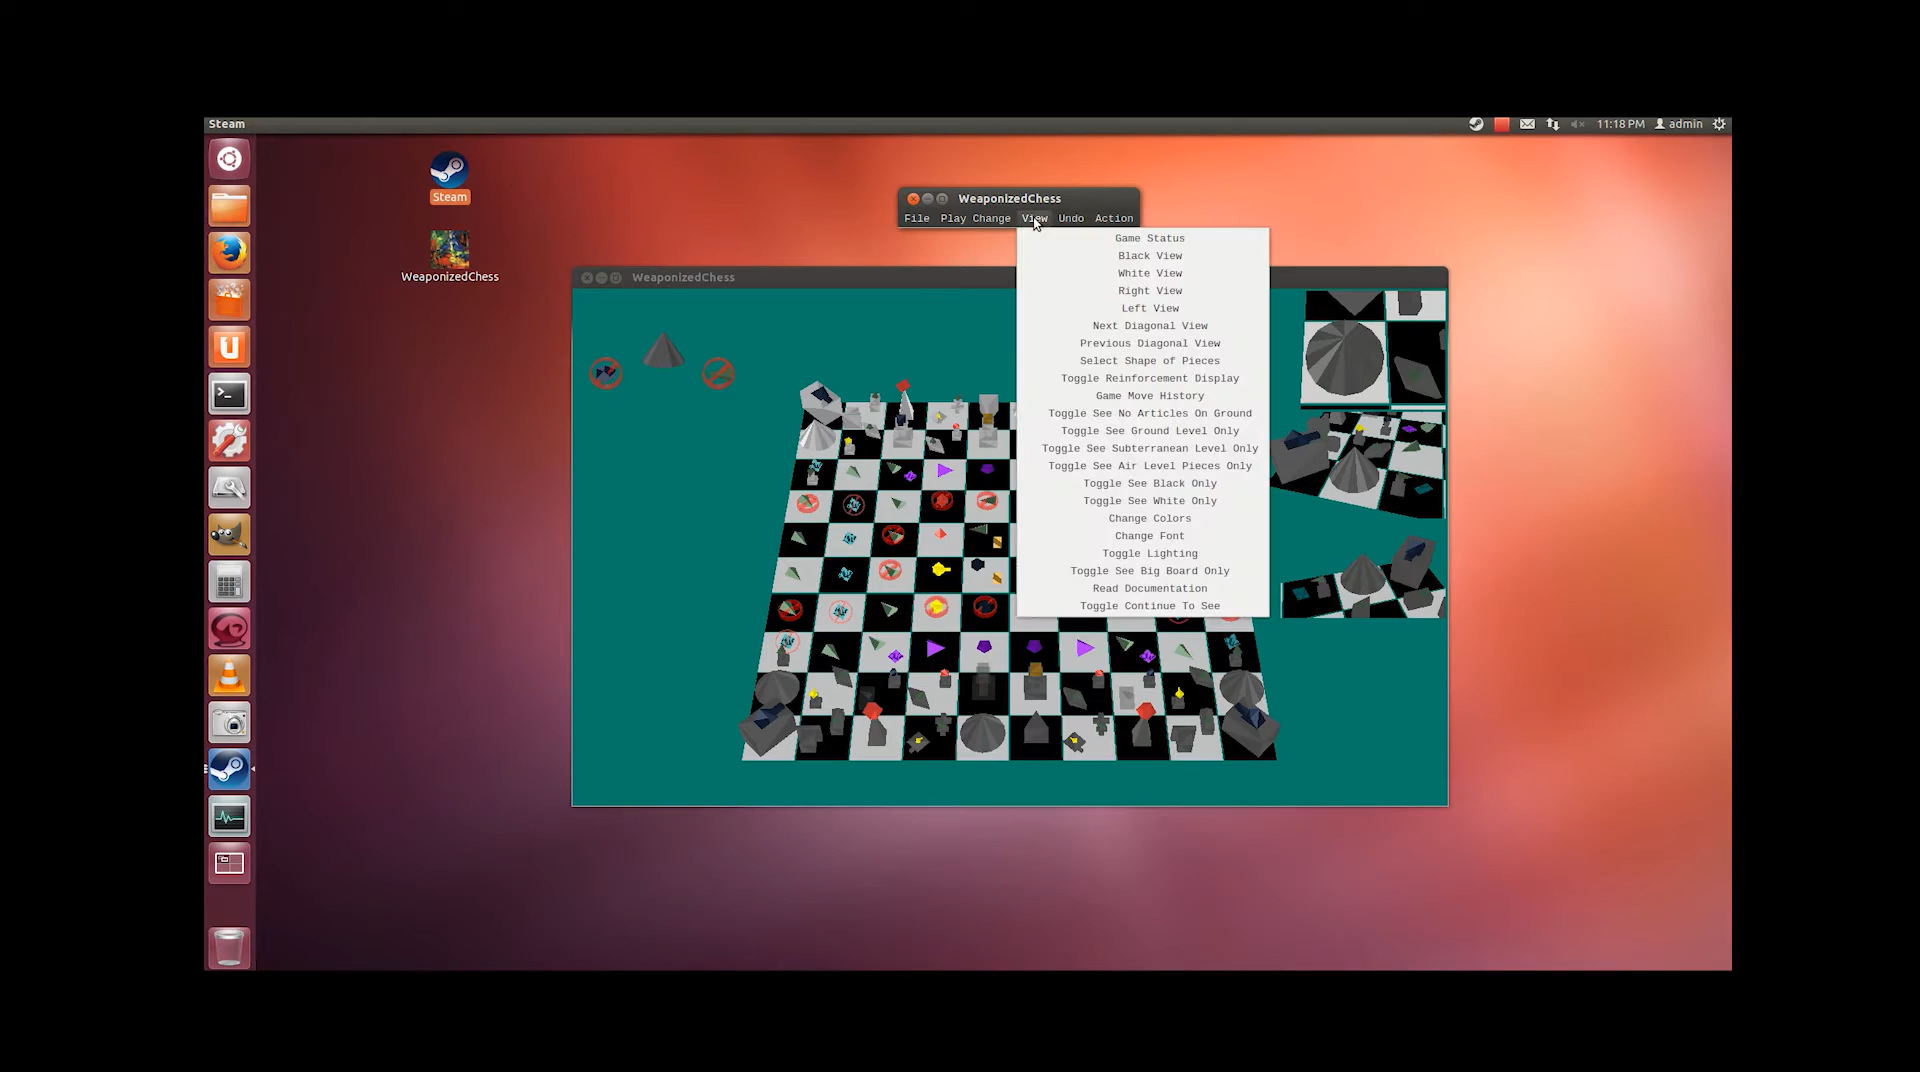 Steam
11:18 PM
admin
Steam
WeaponizedChess
WeaponizedChess
File Play Change View Undo Action
WeaponizedChess
Game Status
Black View
White View
Right View
Left View
Next Diagonal View
Previous Diagonal View
Select Shape of Pieces
Toggle Reinforcement Display
Game Move History
Toggle See No Articles On Ground
Toggle See Ground Level Only
Toggle See Subterranean Level Only
Toggle See Air Level Pieces Only
Toggle See Black Only
Toggle See White Only
Change Colors
Change Font
Toggle Lighting
Toggle See Big Board Only
Read Documentation
Toggle Continue To See